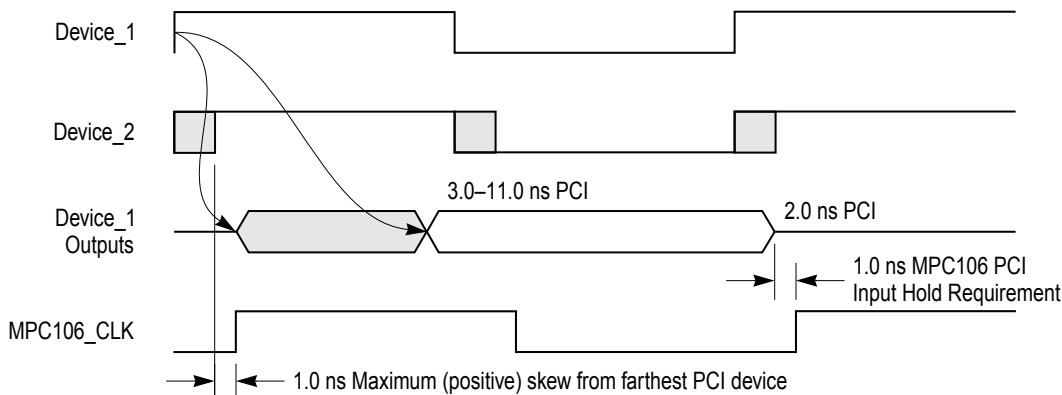 Device_1
Device_2
3.0–11.0 ns PCI
Device_1
Outputs
2.0 ns PCI
1.0 ns MPC106 PCI
Input Hold Requirement
MPC106_CLK
1.0 ns Maximum (positive) skew from farthest PCI device